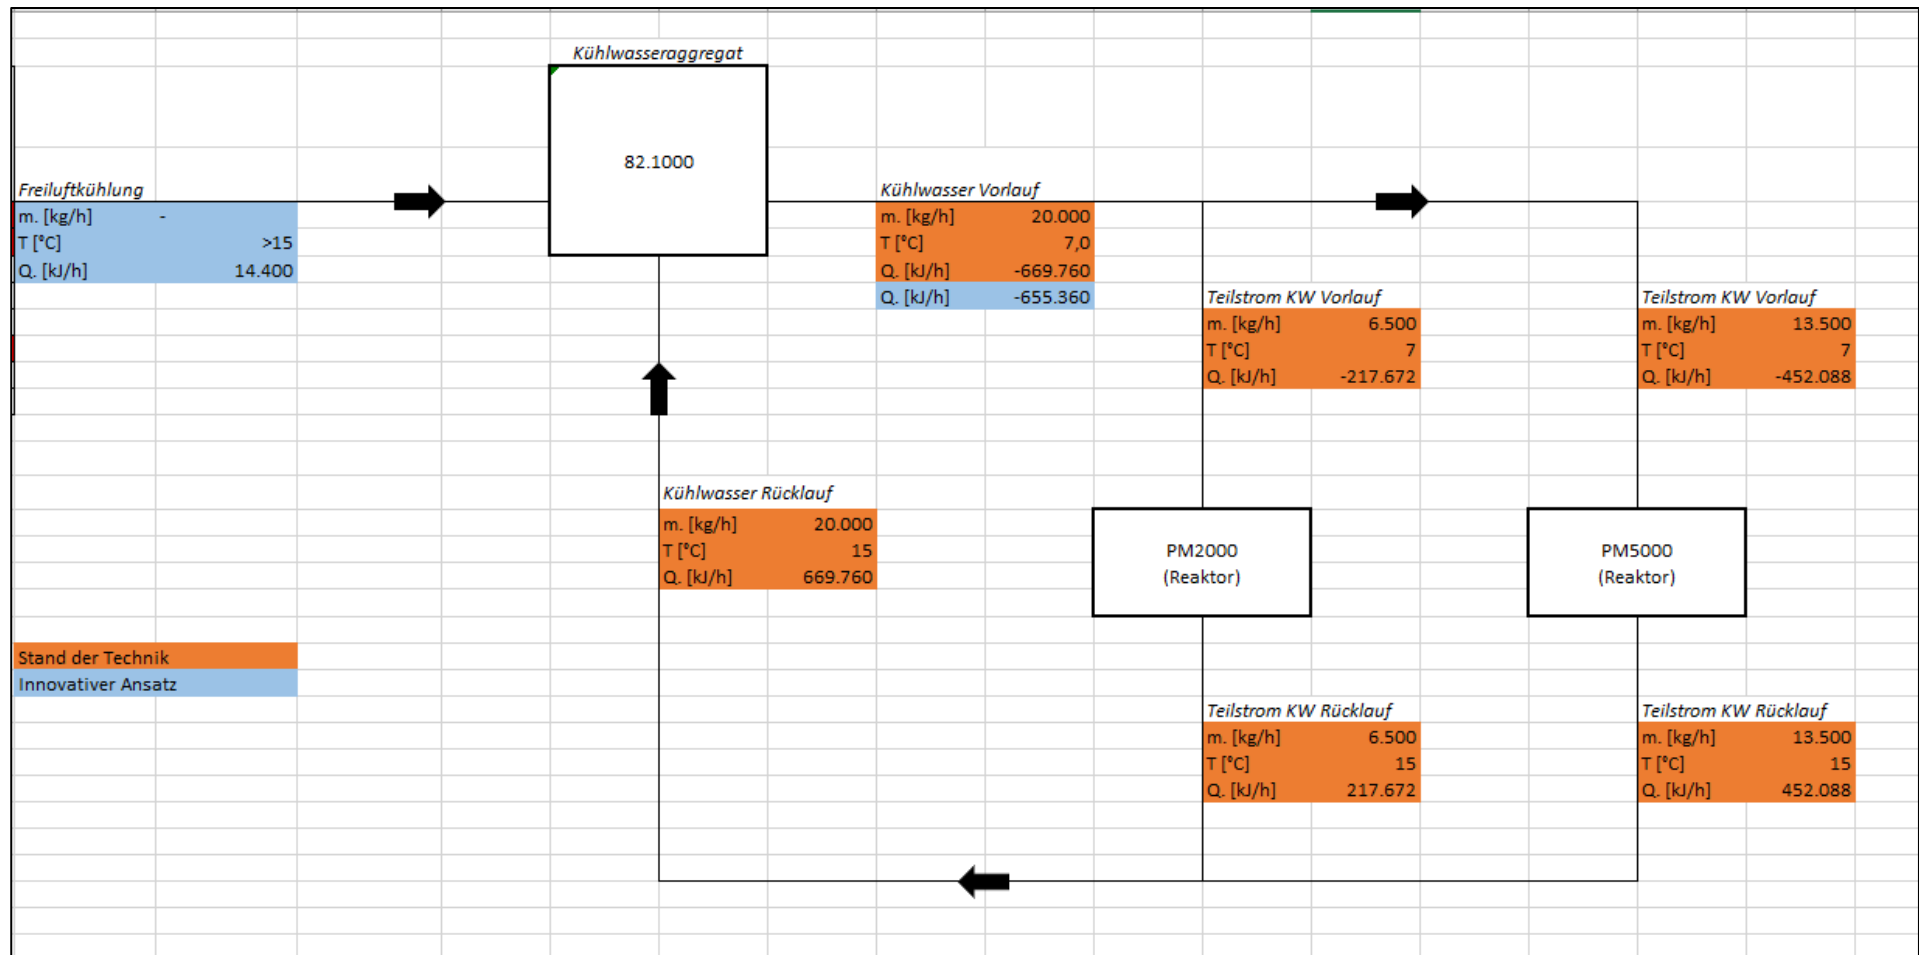 Kühlwasseraggregat
82.1000
Freiluftkühlung
m. [kg/h] -
T [°C] >15
Q. [kJ/h] 14.400
Kühlwasser Vorlauf
m. [kg/h] 20.000
T [°C] 7,0
Q. [kJ/h] -669.760
Q. [kJ/h] -655.360
Teilstrom KW Vorlauf
m. [kg/h] 6.500
T [°C] 7
Q. [kJ/h] -217.672
Teilstrom KW Vorlauf
m. [kg/h] 13.500
T [°C] 7
Q. [kJ/h] -452.088
Kühlwasser Rücklauf
m. [kg/h] 20.000
T [°C] 15
Q. [kJ/h] 669.760
PM2000
(Reaktor)
PM5000
(Reaktor)
Stand der Technik
Innovativer Ansatz
Teilstrom KW Rücklauf
m. [kg/h] 6.500
T [°C] 15
Q. [kJ/h] 217.672
Teilstrom KW Rücklauf
m. [kg/h] 13.500
T [°C] 15
Q. [kJ/h] 452.088